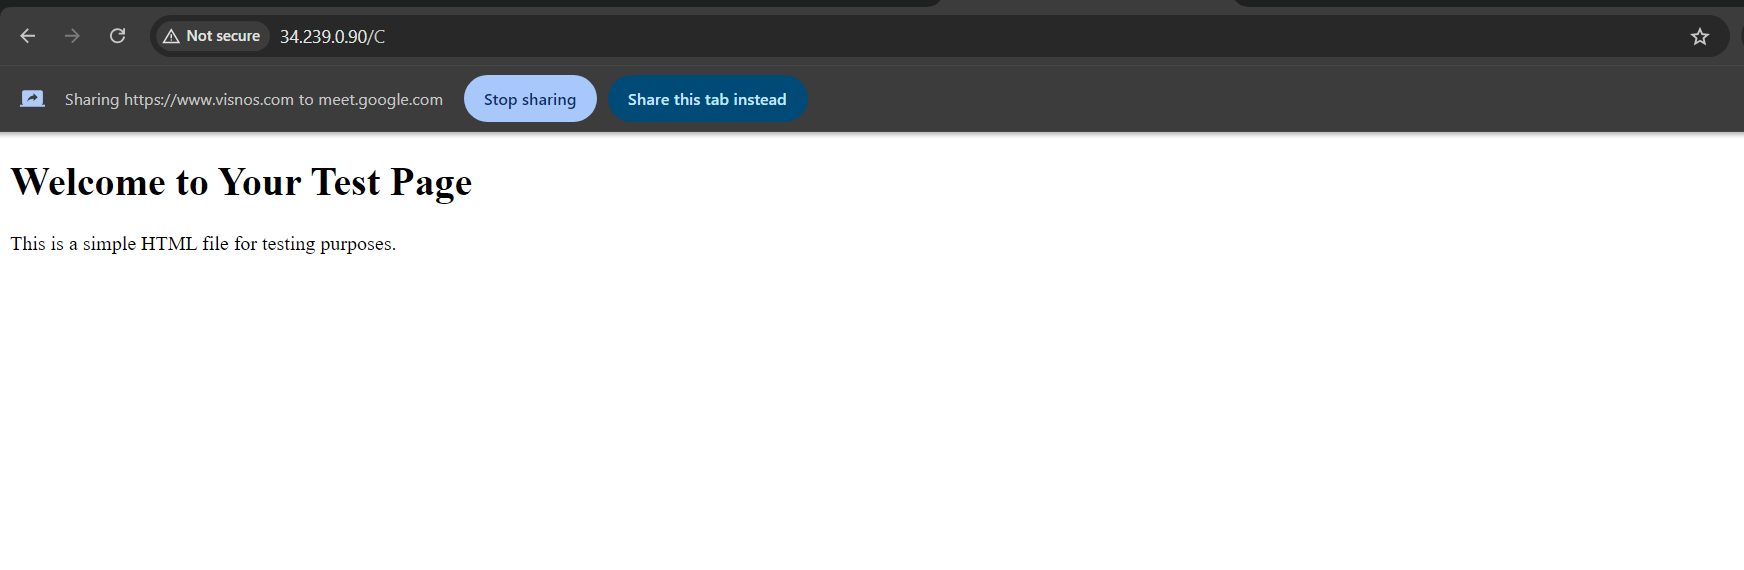 Not secure 34.239.0.90/C
Sharing https://www.visnos.com to meet.google.com Stop sharing Share this tab instead
Welcome to Your Test Page
This is a simple HTML file for testing purposes.